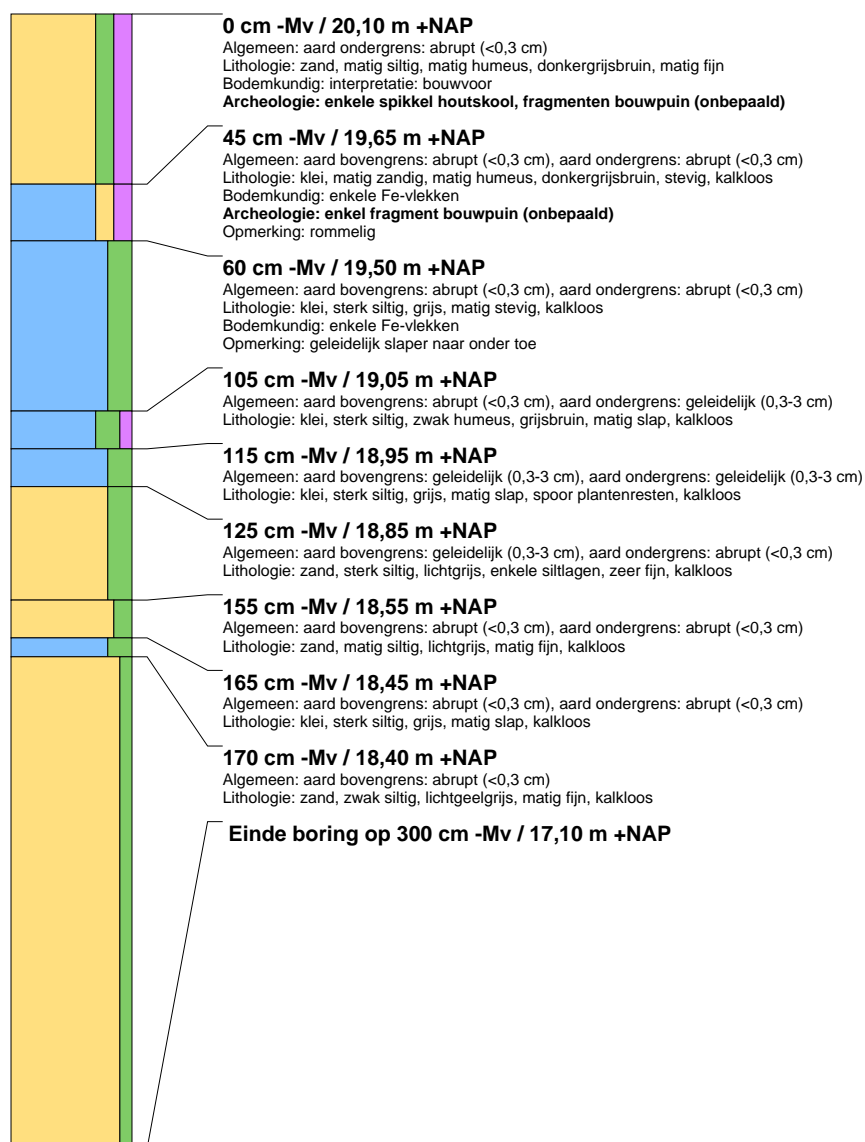 0 cm -Mv / 20,10 m +NAP
Algemeen: aard ondergrens: abrupt (<0,3 cm)
Lithologie: zand, matig siltig, matig humeus, donkergrijsbruin, matig fijn
Bodemkundig: interpretatie: bouwvoor
Archeologie: enkele spikkel houtskool, fragmenten bouwpuin (onbepaald)
45 cm -Mv / 19,65 m +NAP
Algemeen: aard bovengrens: abrupt (<0,3 cm), aard ondergrens: abrupt (<0,3 cm)
Lithologie: klei, matig zandig, matig humeus, donkergrijsbruin, stevig, kalkloos
Bodemkundig: enkele Fe-vlekken
Archeologie: enkel fragment bouwpuin (onbepaald)
Opmerking: rommelig
60 cm -Mv / 19,50 m +NAP
Algemeen: aard bovengrens: abrupt (<0,3 cm), aard ondergrens: abrupt (<0,3 cm)
Lithologie: klei, sterk siltig, grijs, matig stevig, kalkloos
Bodemkundig: enkele Fe-vlekken
Opmerking: geleidelijk slaper naar onder toe
105 cm -Mv / 19,05 m +NAP
Algemeen: aard bovengrens: abrupt (<0,3 cm), aard ondergrens: geleidelijk (0,3-3 cm)
Lithologie: klei, sterk siltig, zwak humeus, grijsbruin, matig slap, kalkloos
115 cm -Mv / 18,95 m +NAP
Algemeen: aard bovengrens: geleidelijk (0,3-3 cm), aard ondergrens: geleidelijk (0,3-3 cm)
Lithologie: klei, sterk siltig, grijs, matig slap, spoor plantenresten, kalkloos
125 cm -Mv / 18,85 m +NAP
Algemeen: aard bovengrens: geleidelijk (0,3-3 cm), aard ondergrens: abrupt (<0,3 cm)
Lithologie: zand, sterk siltig, lichtgrijs, enkele siltlagen, zeer fijn, kalkloos
155 cm -Mv / 18,55 m +NAP
Algemeen: aard bovengrens: abrupt (<0,3 cm), aard ondergrens: abrupt (<0,3 cm)
Lithologie: zand, matig siltig, lichtgrijs, matig fijn, kalkloos
165 cm -Mv / 18,45 m +NAP
Algemeen: aard bovengrens: abrupt (<0,3 cm), aard ondergrens: abrupt (<0,3 cm)
Lithologie: klei, sterk siltig, grijs, matig slap, kalkloos
170 cm -Mv / 18,40 m +NAP
Algemeen: aard bovengrens: abrupt (<0,3 cm)
Lithologie: zand, zwak siltig, lichtgeelgrijs, matig fijn, kalkloos
Einde boring op 300 cm -Mv / 17,10 m +NAP